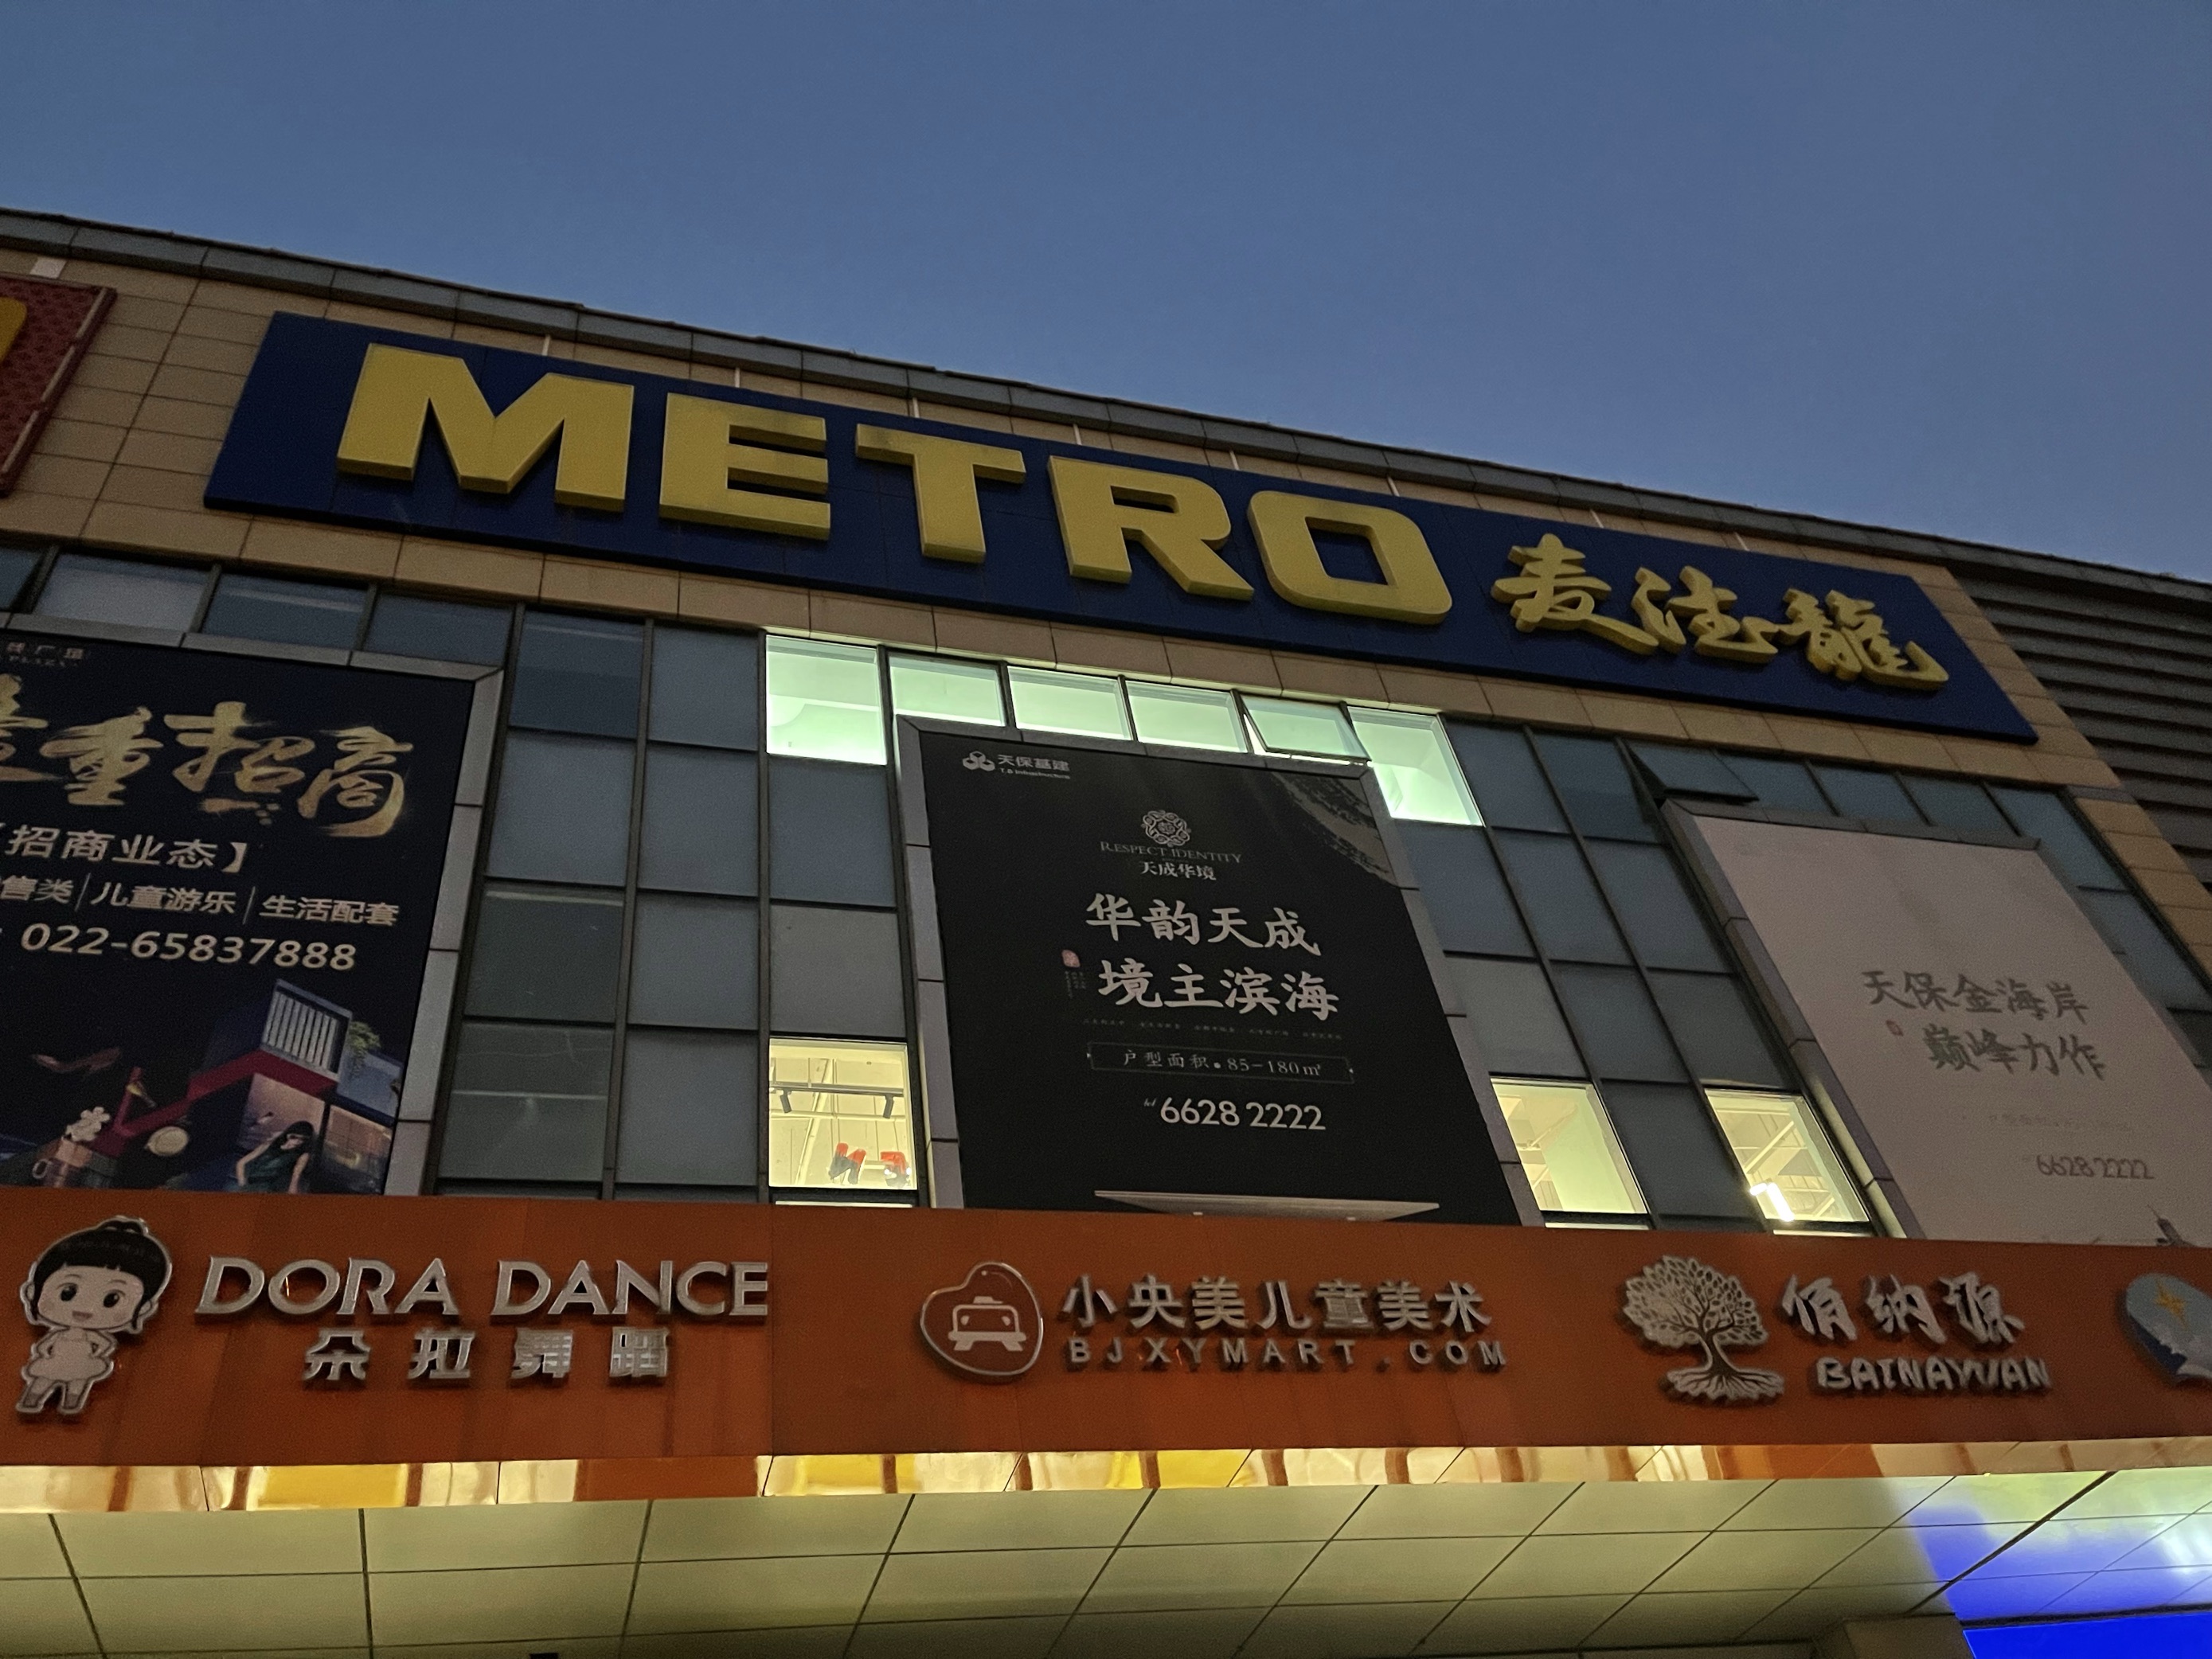 METRO 麦德龍
重招商
招商业态】
售类|儿童游乐|生活配套
022-65837888
天保基建
T.B Infrastructure
RESPECT IDENTITY
天成华境
华韵天成
境主滨海
户型面积·85-180㎡
tel 6628 2222
天保金海岸
巅峰力作
6628 2222
DORA DANCE
朵拉舞蹈
小央美儿童美术
BJXYMART.COM
佰纳源
BAINAYUAN